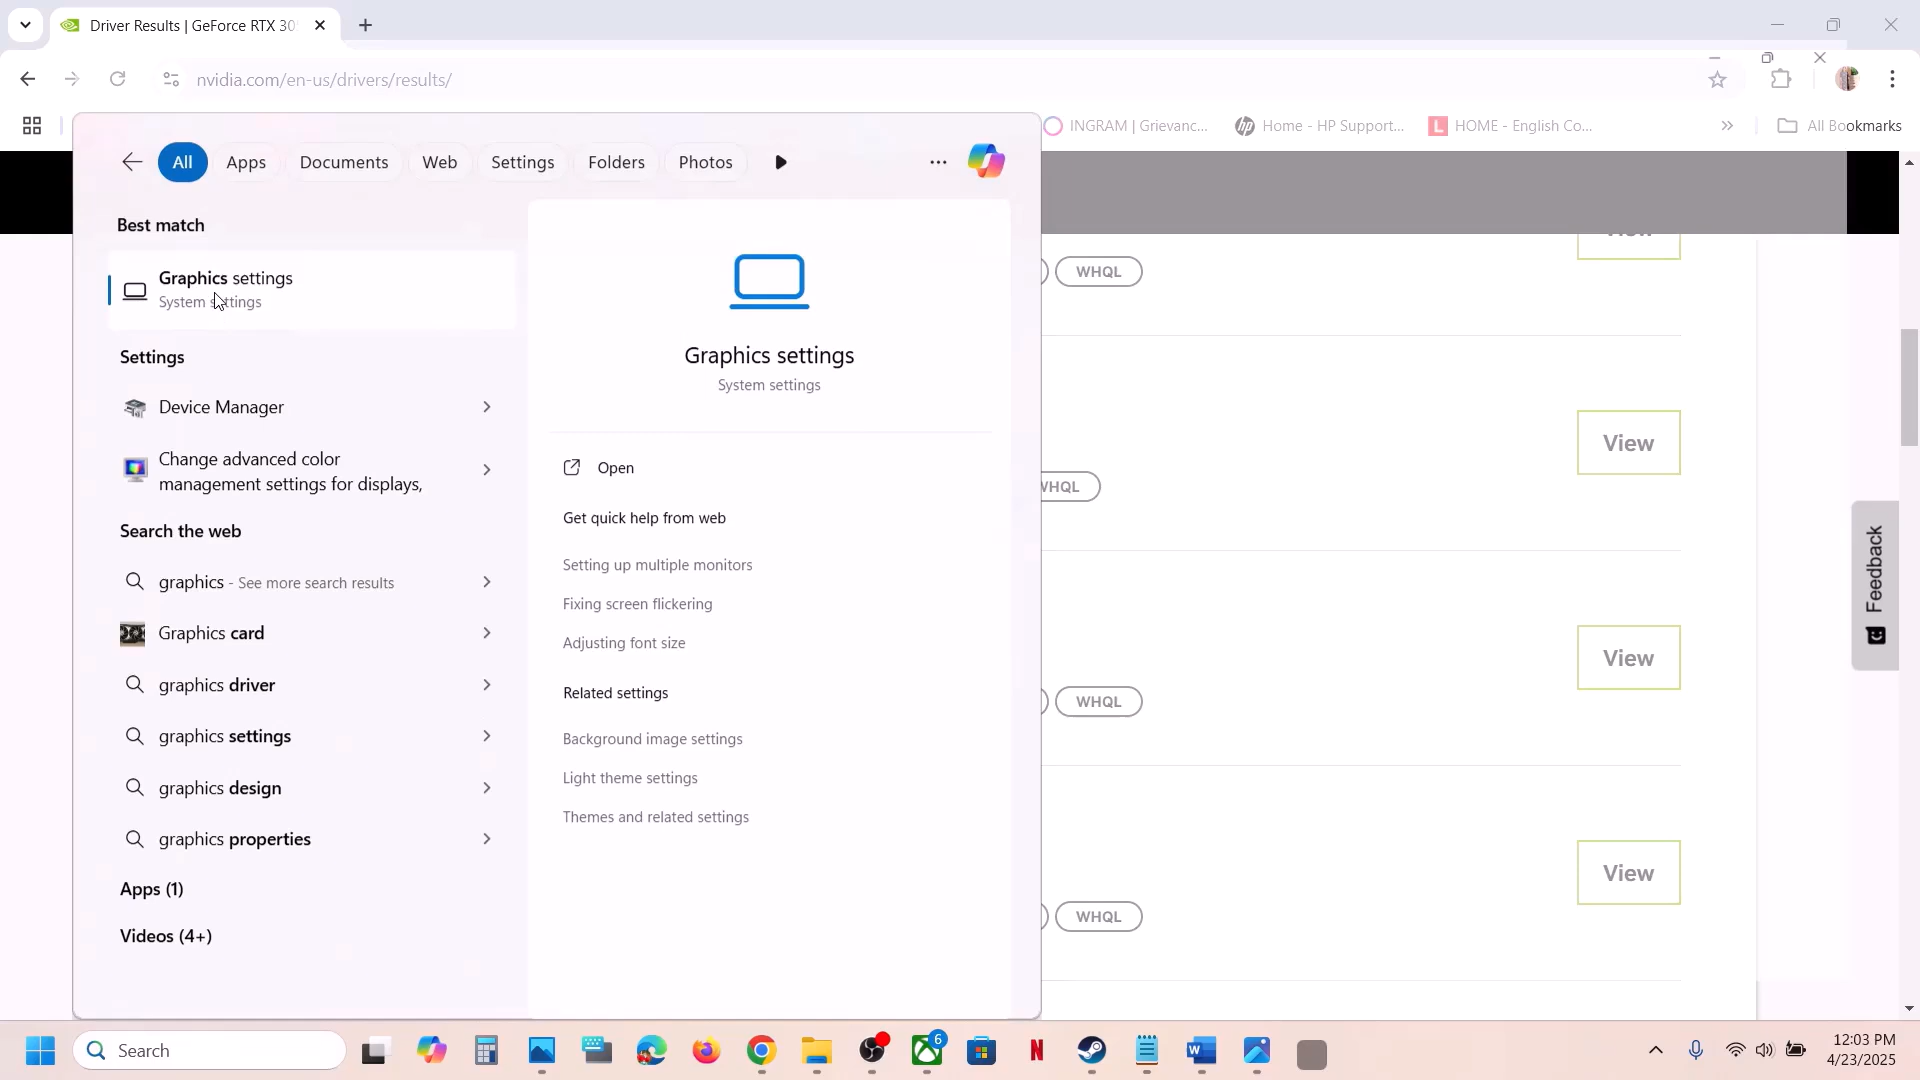 Driver Results | GeForce RTX 30
nvidia.com/en-us/drivers/results/
INGRAM | Grievanc...
Home - HP Support...
HOME - English Co...
All Bookmarks
All
Apps
Documents
Web
Settings
Folders
Photos
Best match
Graphics settings
System settings
Settings
Device Manager
Change advanced color
management settings for displays,
Search the web
graphics - See more search results
Graphics card
graphics driver
graphics settings
graphics design
graphics properties
Apps (1)
Videos (4+)
Graphics settings
System settings
Open
Get quick help from web
Setting up multiple monitors
Fixing screen flickering
Adjusting font size
Related settings
Background image settings
Light theme settings
Themes and related settings
WHQL
View
WHQL
View
WHQL
View
WHQL
Feedback
Search
6
12:03 PM
4/23/2025